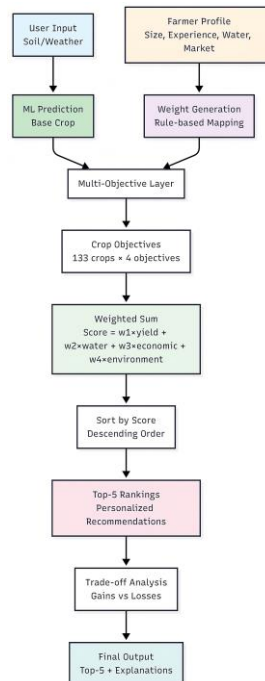 User Input
Soil/Weather
Farmer Profile
Size, Experience, Water,
Market
ML Prediction
Base Crop
Weight Generation
Rule-based Mapping
Multi-Objective Layer
Crop Objectives
133 crops × 4 objectives
Weighted Sum
Score = w1×yield +
w2×water + w3×economic +
w4×environment
Sort by Score
Descending Order
Top-5 Rankings
Personalized
Recommendations
Trade-off Analysis
Gains vs Losses
Final Output
Top-5 + Explanations